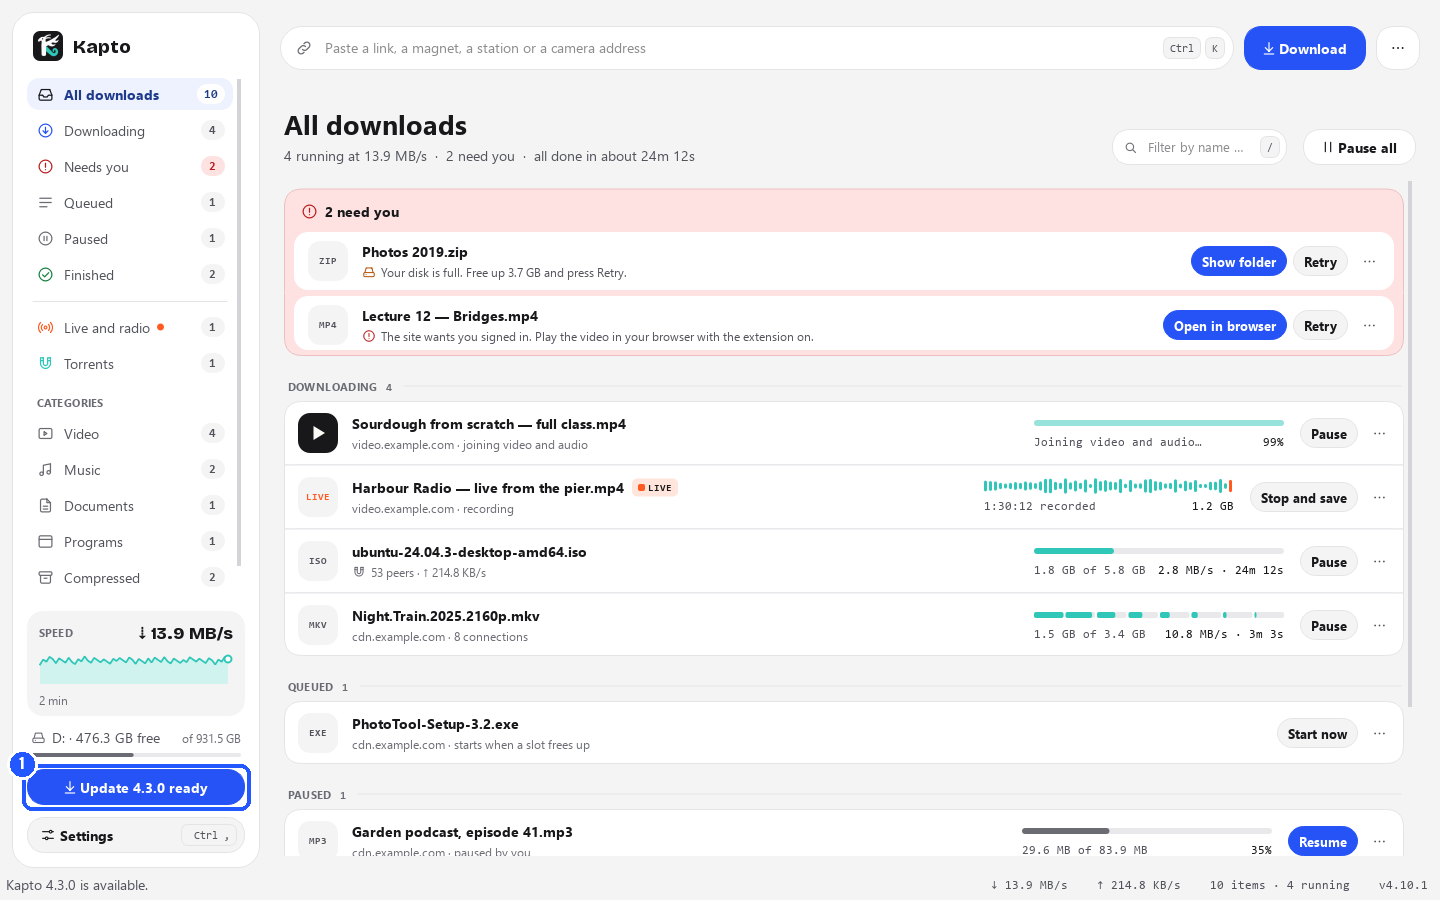 Kapto
Paste a link, a magnet, a station or a camera address
Ctrl K
Download
All downloads 10
Downloading 4
Needs you 2
Queued 1
Paused 1
Finished 2
Live and radio 1
Torrents 1
CATEGORIES
Video 4
Music 2
Documents 1
Programs 1
Compressed 2
SPEED ↓ 13.9 MB/s
2 min
D: · 476.3 GB free of 931.5 GB
1
Update 4.3.0 ready
Settings Ctrl ,
All downloads
4 running at 13.9 MB/s · 2 need you · all done in about 24m 12s
Filter by name ... /
Pause all
2 need you
ZIP
Photos 2019.zip
Your disk is full. Free up 3.7 GB and press Retry.
Show folder
Retry
MP4
Lecture 12 — Bridges.mp4
The site wants you signed in. Play the video in your browser with the extension on.
Open in browser
Retry
DOWNLOADING 4
Sourdough from scratch — full class.mp4
video.example.com · joining video and audio
Joining video and audio… 99%
Pause
LIVE
Harbour Radio — live from the pier.mp4 LIVE
video.example.com · recording
1:30:12 recorded 1.2 GB
Stop and save
ISO
ubuntu-24.04.3-desktop-amd64.iso
53 peers · ↑ 214.8 KB/s
1.8 GB of 5.8 GB 2.8 MB/s · 24m 12s
Pause
MKV
Night.Train.2025.2160p.mkv
cdn.example.com · 8 connections
1.5 GB of 3.4 GB 10.8 MB/s · 3m 3s
Pause
QUEUED 1
EXE
PhotoTool-Setup-3.2.exe
cdn.example.com · starts when a slot frees up
Start now
PAUSED 1
MP3
Garden podcast, episode 41.mp3
cdn.example.com · paused by you
29.6 MB of 83.9 MB 35%
Resume
Kapto 4.3.0 is available.
↓ 13.9 MB/s ↑ 214.8 KB/s 10 items · 4 running v4.10.1